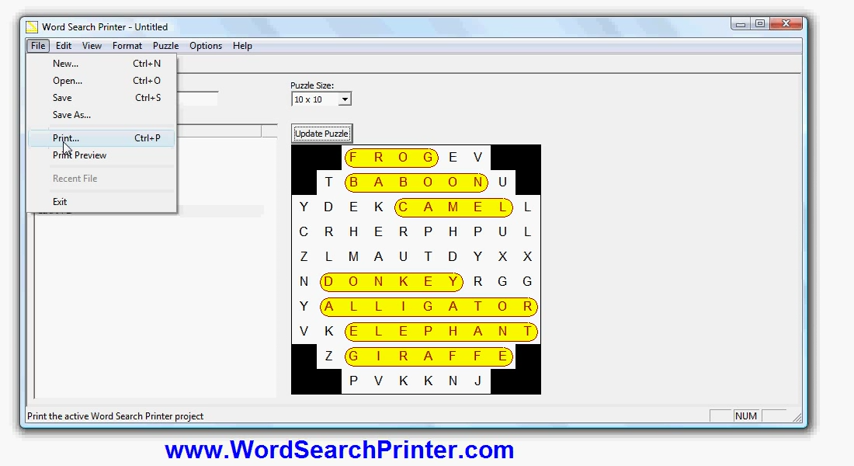 Word Search Printer - Untitled
File Edit View Format Puzzle Options Help
New... Ctrl+N
Open... Ctrl+O
Save Ctrl+S
Save As...
Print... Ctrl+P
Print Preview
Recent File
Exit
Puzzle Size:
10 x 10
Update Puzzle
F R O G E V
T B A B O O N U
Y D E K C A M E L L
C R H E R P H P U L
Z L M A U T D Y X X
N D O N K E Y R G G
Y A L L I G A T O R
V K E L E P H A N T
Z G I R A F F E
P V K K N J
Print the active Word Search Printer project
NUM
www.WordSearchPrinter.com